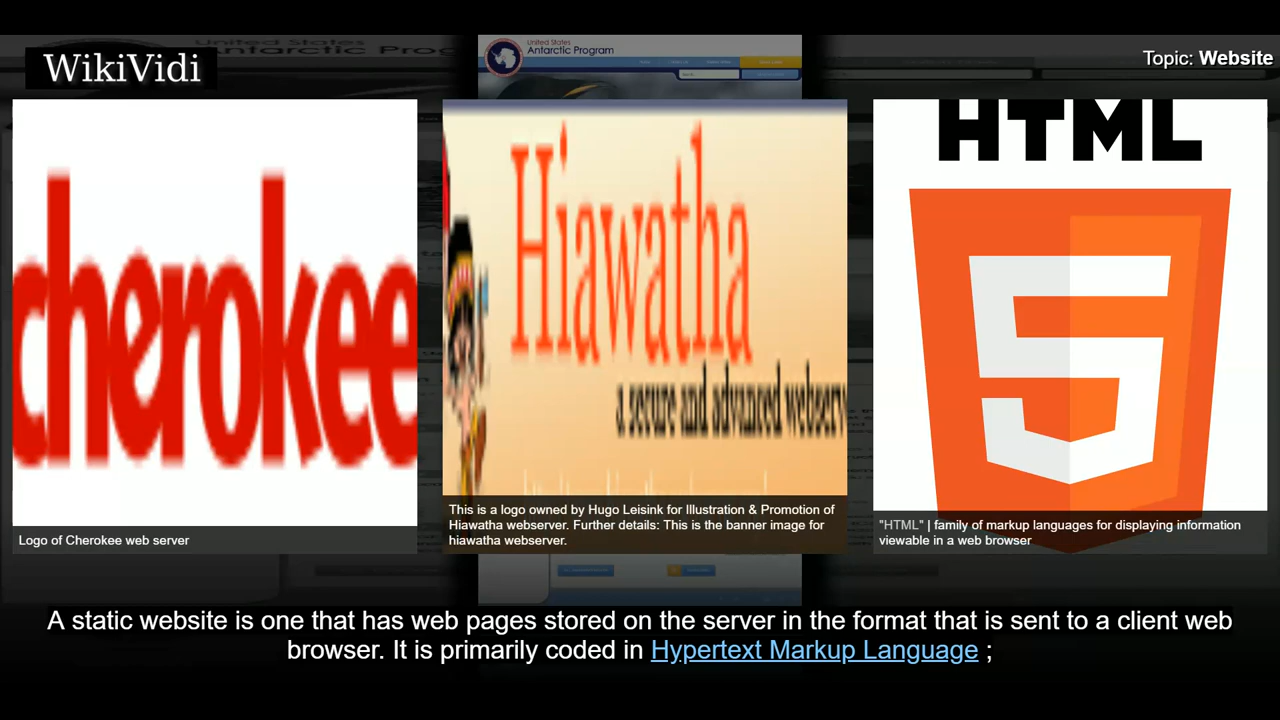 United States
Antarctic Program
WikiVidi
Topic: Website
cherokee
Hiawatha
a secure and advanced webserv
HTML
5
Logo of Cherokee web server
This is a logo owned by Hugo Leisink for Illustration & Promotion of
Hiawatha webserver. Further details: This is the banner image for
hiawatha webserver.
"HTML" | family of markup languages for displaying information
viewable in a web browser
A static website is one that has web pages stored on the server in the format that is sent to a client web
browser. It is primarily coded in Hypertext Markup Language ;